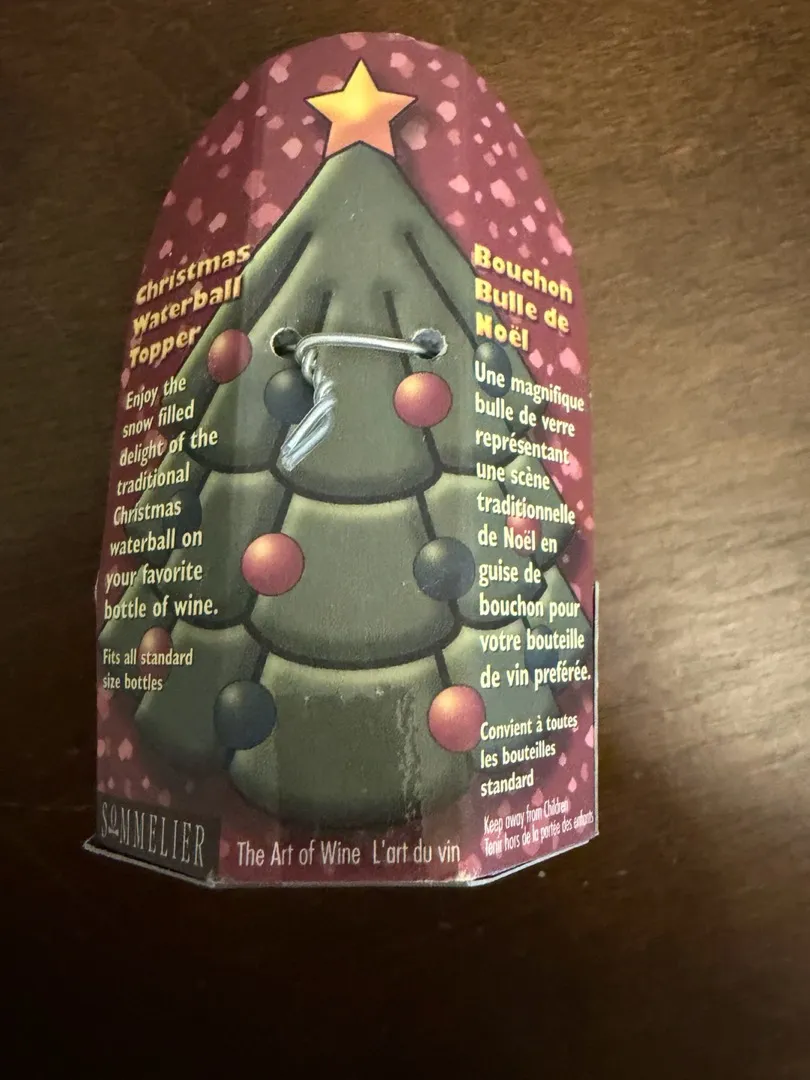 Christmas
Waterball
Topper
Enjoy the
snow filled
delight of the
traditional
Christmas
waterball on
your favorite
bottle of wine.
Fits all standard
size bottles
SOMMELIER
The Art of Wine L'art du vin
Bouchon
Bulle de
Noël
Une magnifique
bulle de verre
représentant
une scène
traditionnelle
de Noël en
guise de
bouchon pour
votre bouteille
de vin preférée.
Convient à toutes
les bouteilles
standard
Keep away from Children
Tenir hors de la portée des enfants